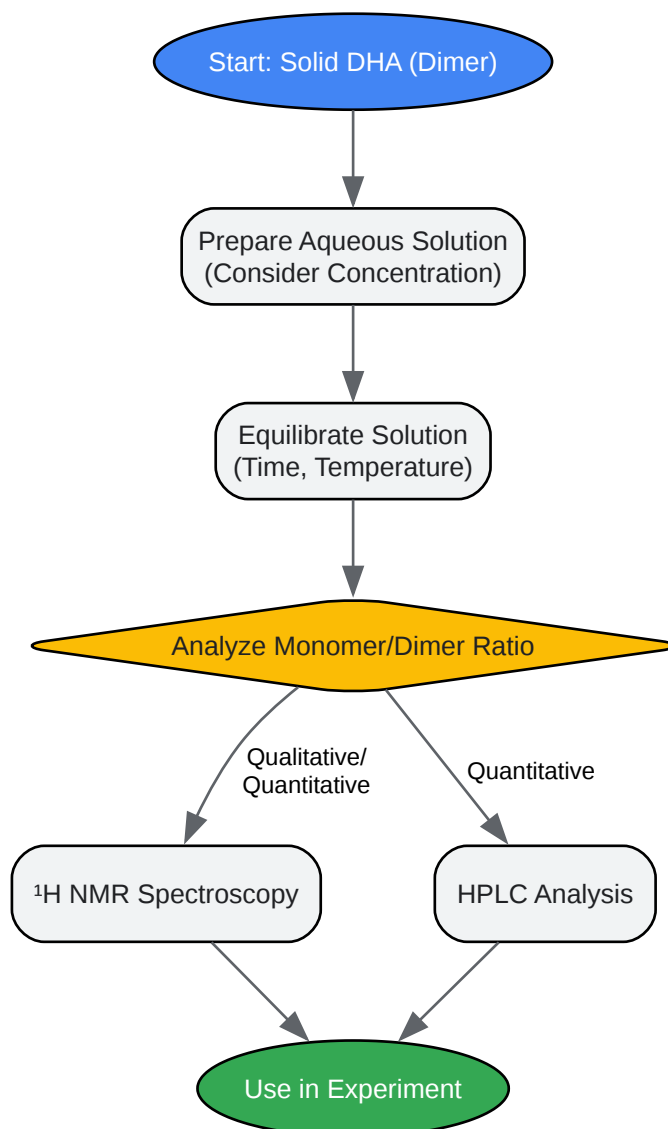 Start: Solid DHA (Dimer)
Prepare Aqueous Solution
(Consider Concentration)
Equilibrate Solution
(Time, Temperature)
Analyze Monomer/Dimer Ratio
Qualitative/
Quantitative
Quantitative
¹H NMR Spectroscopy
HPLC Analysis
Use in Experiment